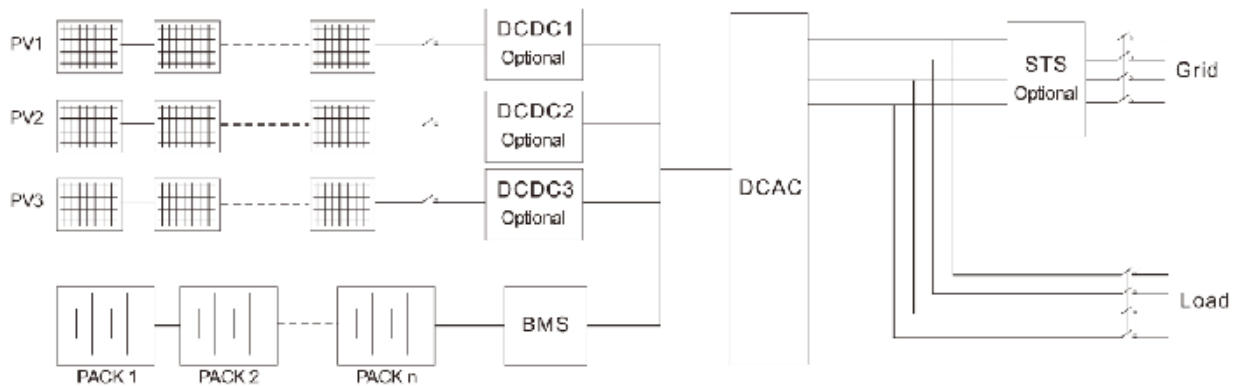 PV1
DCDC1
Optional
PV2
DCDC2
Optional
PV3
DCDC3
Optional
DCAC
STS
Optional
Grid
Load
BMS
PACK 1
PACK 2
PACK n